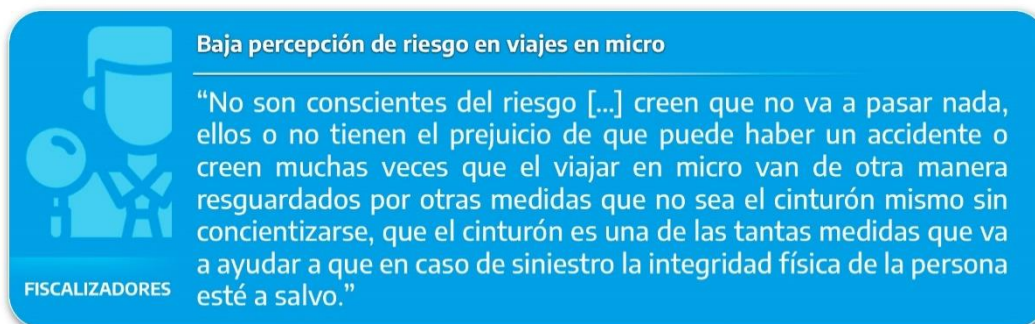 Baja percepción de riesgo en viajes en micro
“No son conscientes del riesgo [...] creen que no va a pasar nada,
ellos o no tienen el prejuicio de que puede haber un accidente o
creen muchas veces que el viajar en micro van de otra manera
resguardados por otras medidas que no sea el cinturón mismo sin
concientizarse, que el cinturón es una de las tantas medidas que va
a ayudar a que en caso de siniestro la integridad física de la persona
esté a salvo.”
FISCALIZADORES